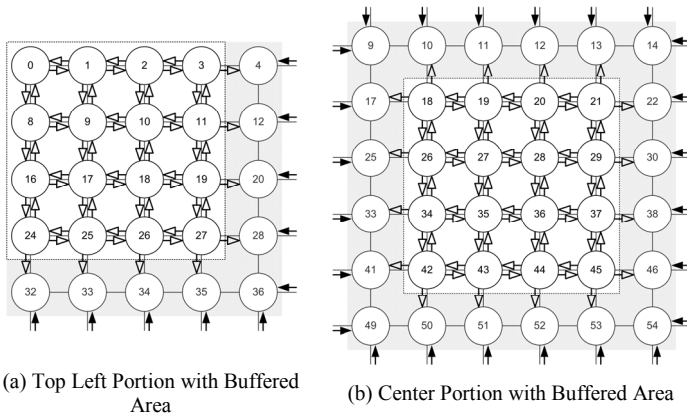 0 1 2 3 4
8 9 10 11 12
16 17 18 19 20
24 25 26 27 28
32 33 34 35 36
(a) Top Left Portion with Buffered
Area
9 10 11 12 13 14
17 18 19 20 21 22
25 26 27 28 29 30
33 34 35 36 37 38
41 42 43 44 45 46
49 50 51 52 53 54
(b) Center Portion with Buffered Area